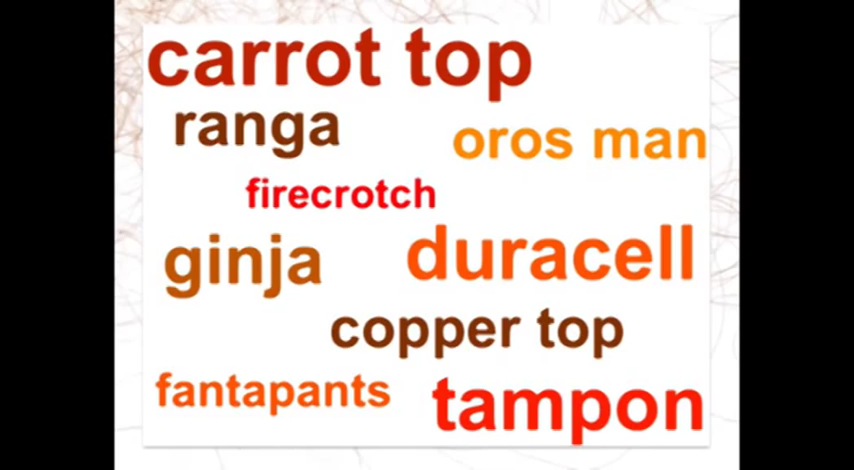 carrot top
ranga
oros man
firecrotch
ginja
duracell
copper top
fantapants
tampon